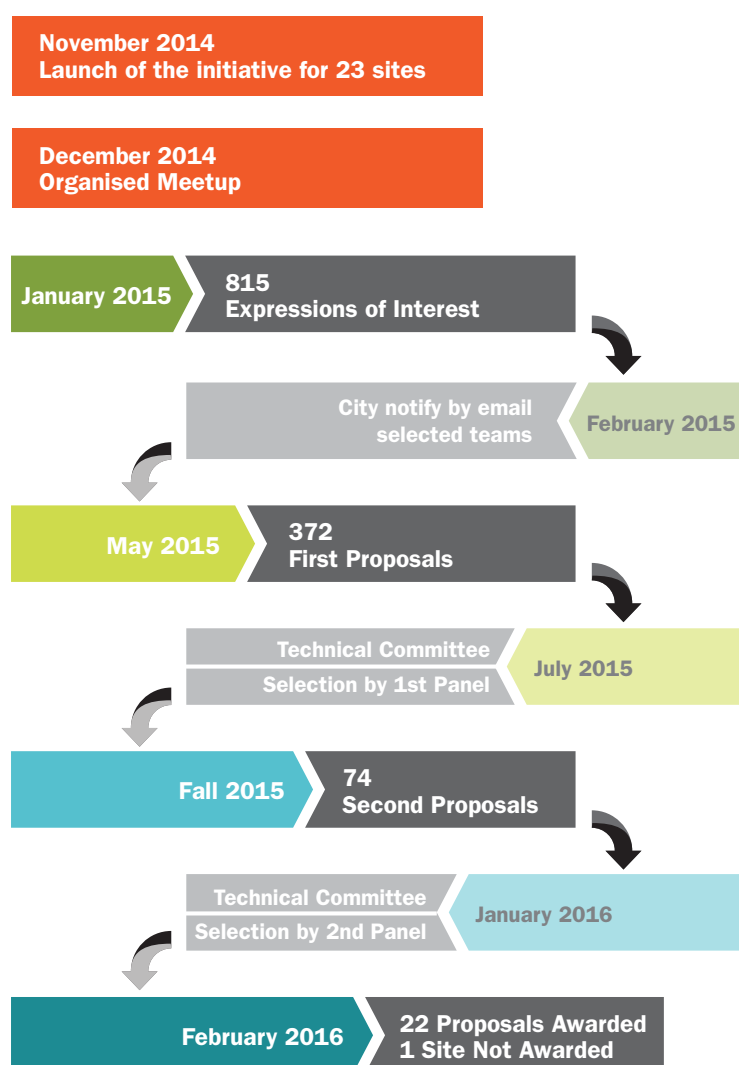 November 2014
Launch of the initiative for 23 sites
December 2014
Organised Meetup
January 2015
815
Expressions of Interest
City notify by email
selected teams
February 2015
May 2015
372
First Proposals
Technical Committee
Selection by 1st Panel
July 2015
Fall 2015
74
Second Proposals
Technical Committee
Selection by 2nd Panel
January 2016
February 2016
22 Proposals Awarded
1 Site Not Awarded